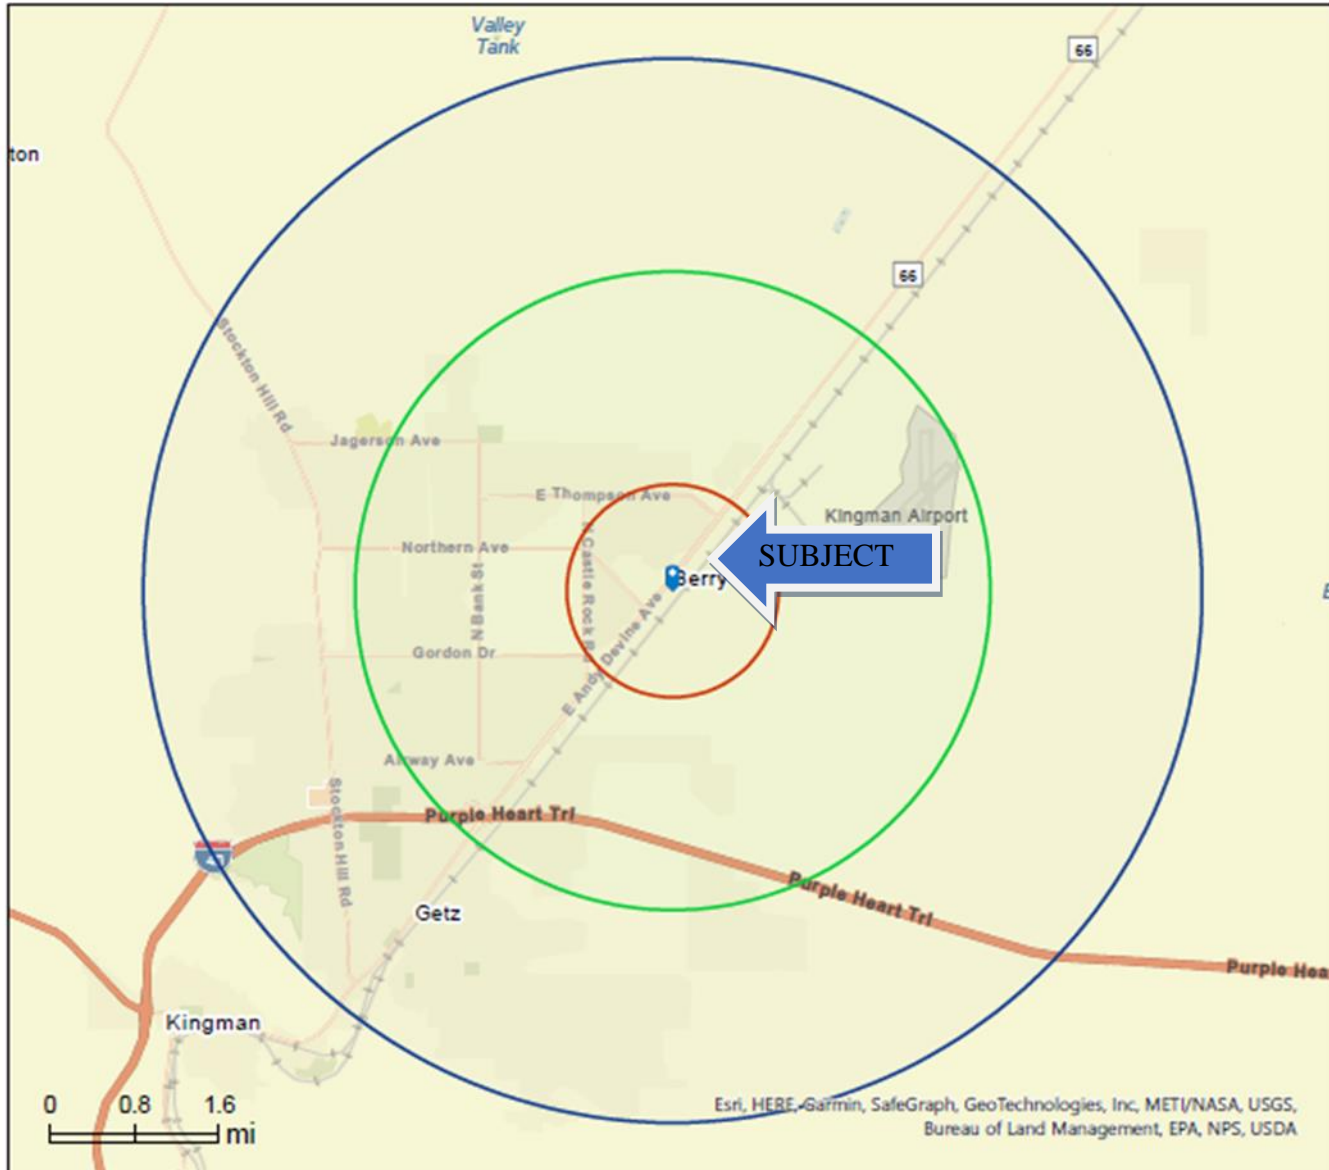 Valley
Tank
66
ton
66
Stockton Hill Rd
Jagerson Ave
E Thompson Ave
Kingman Airport
Northern Ave
SUBJECT
Berry
N Bank St
E Andy Devine Ave
Gordon Dr
Airway Ave
Stockton Hill Rd
Purple Heart Trl
Purple Heart Trl
Getz
Purple Hea
Kingman
0 0.8 1.6
mi
Esri, HERE, Garmin, SafeGraph, GeoTechnologies, Inc, METI/NASA, USGS,
Bureau of Land Management, EPA, NPS, USDA